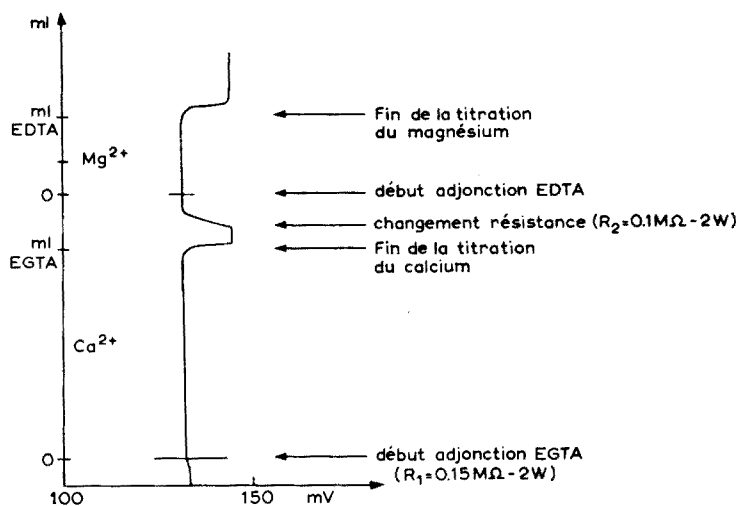 ml
ml
EDTA
Mg²⁺
0
ml
EGTA
Ca²⁺
0
100
150
mV
Fin de la titration
du magnésium
début adjonction EDTA
changement résistance (R₂=0.1MΩ-2W)
Fin de la titration
du calcium
début adjonction EGTA
(R₁=0.15MΩ-2W)